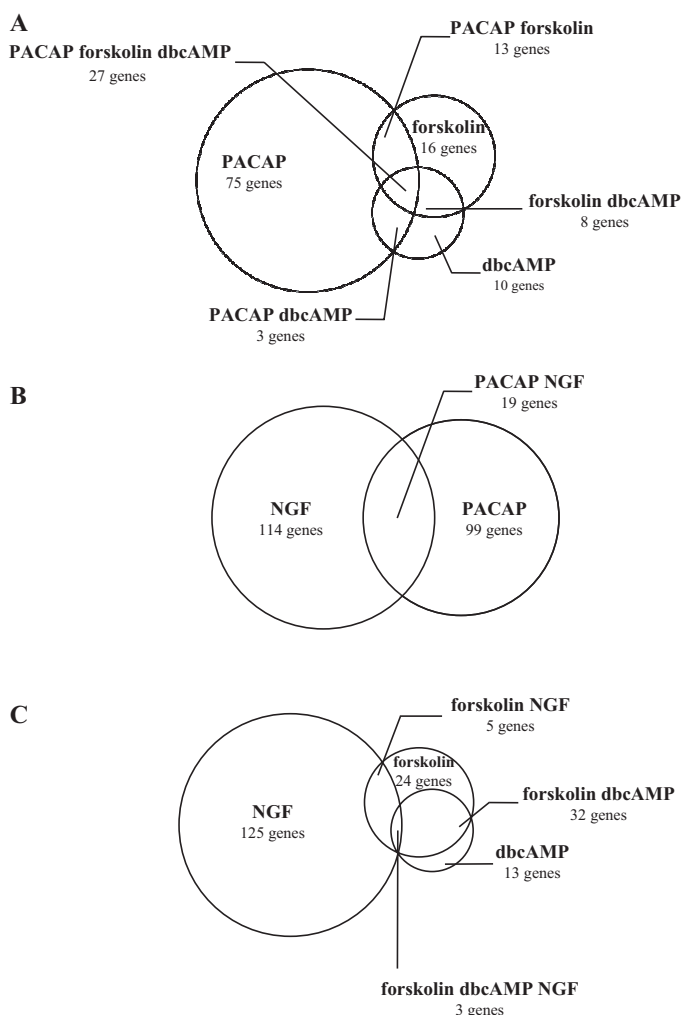 A
PACAP forskolin
13 genes
PACAP forskolin dbcAMP
27 genes
forskolin
16 genes
PACAP
75 genes
forskolin dbcAMP
8 genes
dbcAMP
10 genes
PACAP dbcAMP
3 genes
B
PACAP NGF
19 genes
NGF
114 genes
PACAP
99 genes
C
forskolin NGF
5 genes
forskolin
24 genes
NGF
125 genes
forskolin dbcAMP
32 genes
dbcAMP
13 genes
forskolin dbcAMP NGF
3 genes